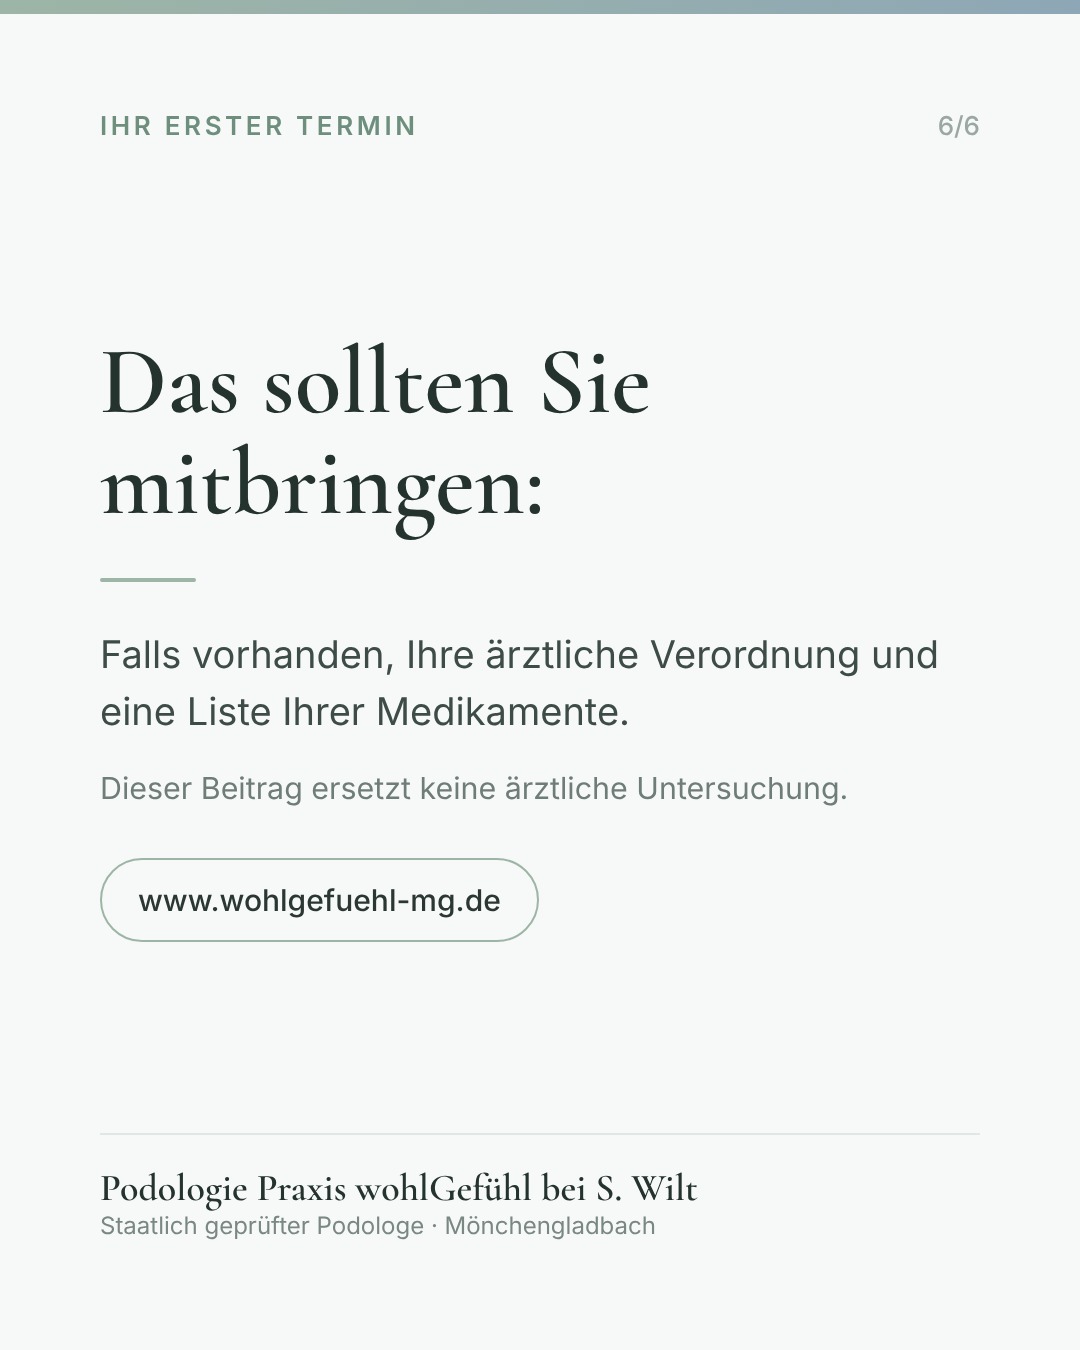 IHR ERSTER TERMIN
6/6
Das sollten Sie
mitbringen:
Falls vorhanden, Ihre ärztliche Verordnung und
eine Liste Ihrer Medikamente.
Dieser Beitrag ersetzt keine ärztliche Untersuchung.
www.wohlgefuehl-mg.de
Podologie Praxis wohlGefühl bei S. Wilt
Staatlich geprüfter Podologe · Mönchengladbach